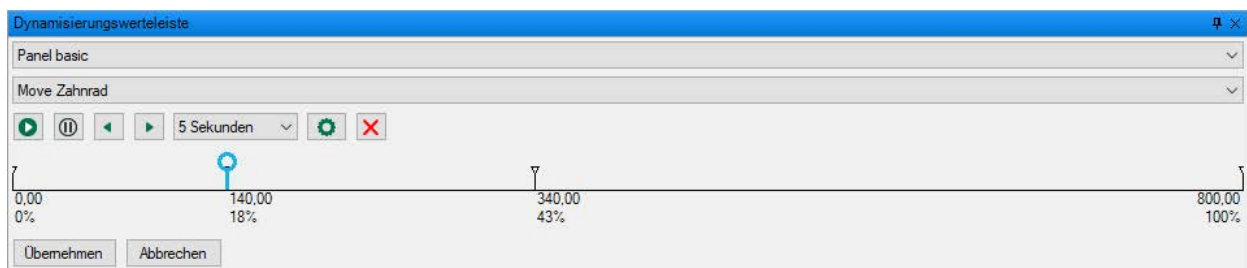 Dynamisierungswerteleiste
Panel basic
Move Zahnrad
5 Sekunden
0,00 140,00 340,00 800,00
0% 18% 43% 100%
Übernehmen Abbrechen